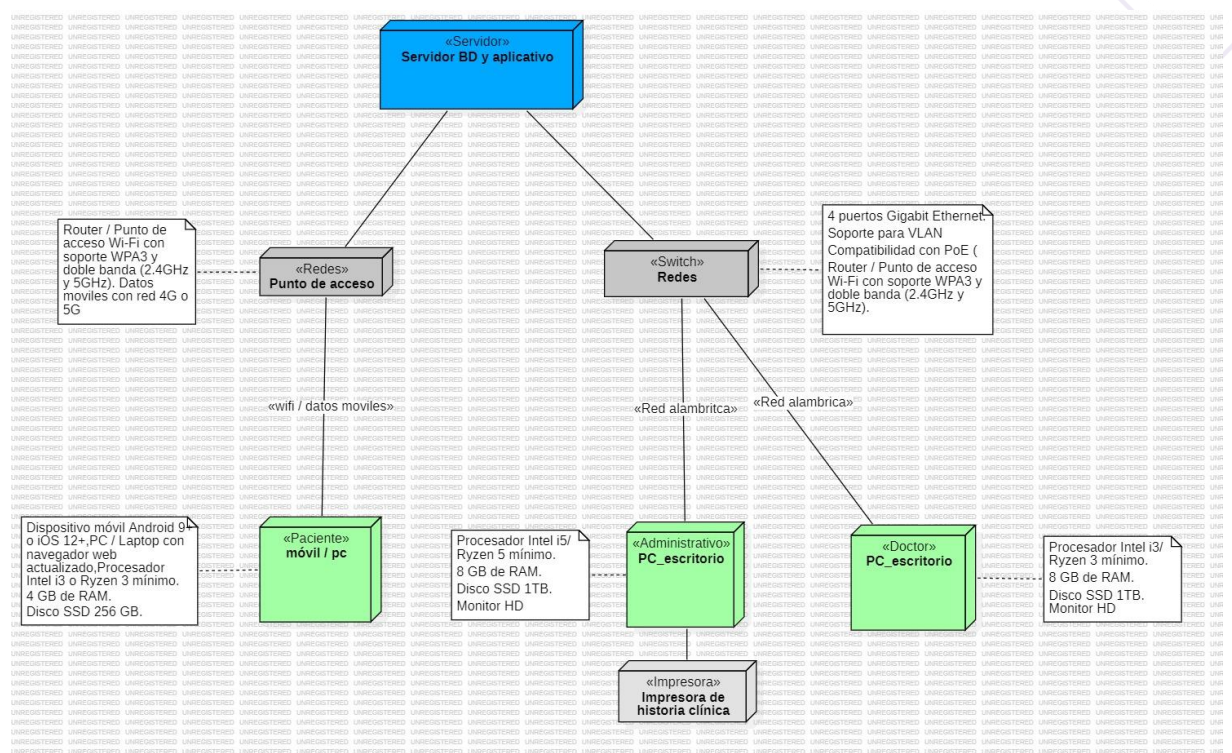 «Servidor»
Servidor BD y aplicativo
Router / Punto de
acceso Wi-Fi con
soporte WPA3 y
doble banda (2.4GHz
y 5GHz). Datos
moviles con red 4G o
5G
«Redes»
Punto de acceso
«Switch»
Redes
4 puertos Gigabit Ethernet.
Soporte para VLAN
Compatibilidad con PoE (
Router / Punto de acceso
Wi-Fi con soporte WPA3 y
doble banda (2.4GHz y
5GHz).
«wifi / datos moviles»
«Red alambritca»
«Red alambrica»
Dispositivo móvil Android 9+
o iOS 12+,PC / Laptop con
navegador web
actualizado,Procesador
Intel i3 o Ryzen 3 mínimo.
4 GB de RAM.
Disco SSD 256 GB.
«Paciente»
móvil / pc
Procesador Intel i5/
Ryzen 5 mínimo.
8 GB de RAM.
Disco SSD 1TB.
Monitor HD
«Administrativo»
PC_escritorio
«Doctor»
PC_escritorio
Procesador Intel i3/
Ryzen 3 mínimo.
8 GB de RAM.
Disco SSD 1TB.
Monitor HD
«Impresora»
Impresora de
historia clínica
UNREGISTERED